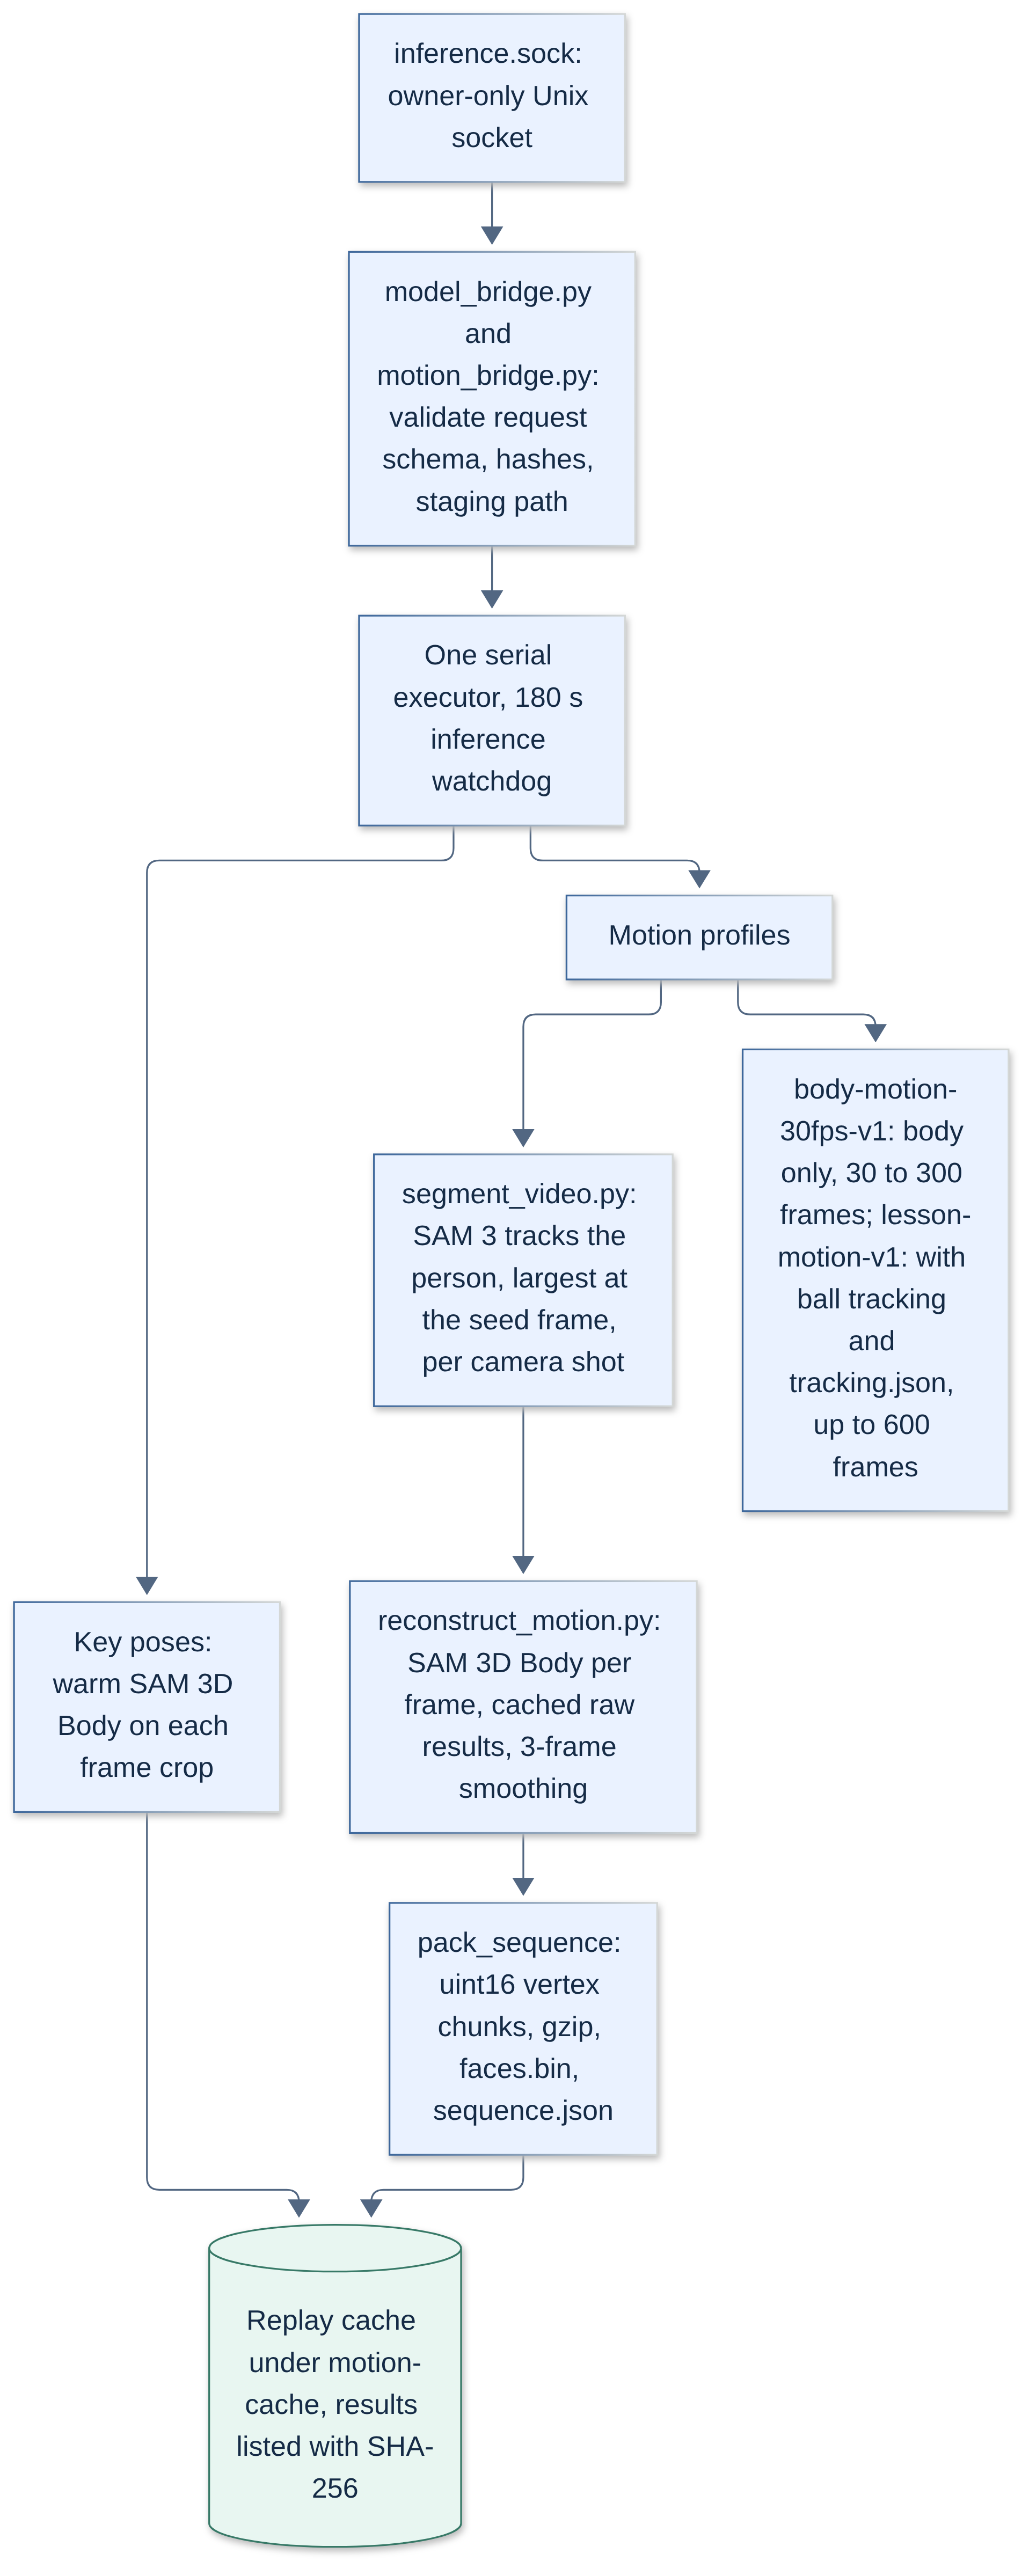 inference.sock:
owner-only Unix
socket
model_bridge.py
and
motion_bridge.py:
validate request
schema, hashes,
staging path
One serial
executor, 180 s
inference
watchdog
Motion profiles
body-motion-
30fps-v1: body
only, 30 to 300
frames; lesson-
motion-v1: with
ball tracking
and
tracking.json,
up to 600
frames
segment_video.py:
SAM 3 tracks the
person, largest at
the seed frame,
per camera shot
Key poses:
warm SAM 3D
Body on each
frame crop
reconstruct_motion.py:
SAM 3D Body per
frame, cached raw
results, 3-frame
smoothing
pack_sequence:
uint16 vertex
chunks, gzip,
faces.bin,
sequence.json
Replay cache
under motion-
cache, results
listed with SHA-
256